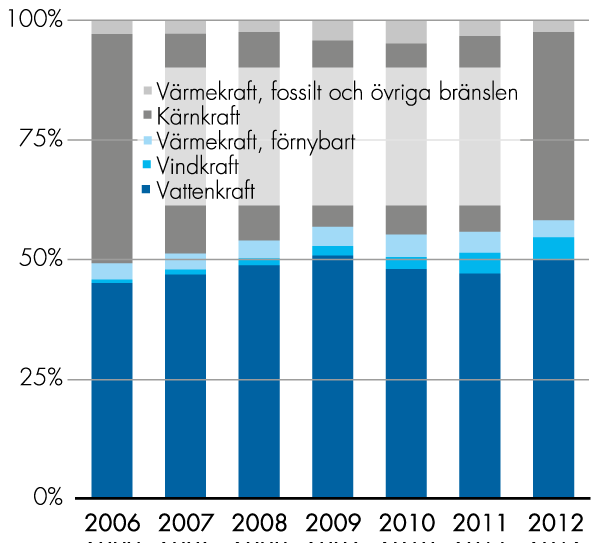 100%
Värmekraft, fossilt och övriga bränslen
Kärnkraft
75%
Värmekraft, förnybart
Vindkraft
Vattenkraft
50%
25%
0%
2006 2007 2008 2009 2010 2011 2012